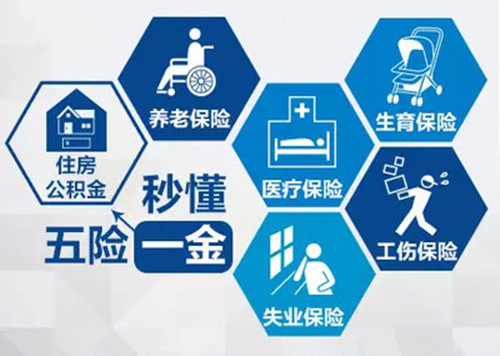 养老保险
生育保险
住房
公积金
医疗保险
秒懂
五险一金
工伤保险
失业保险